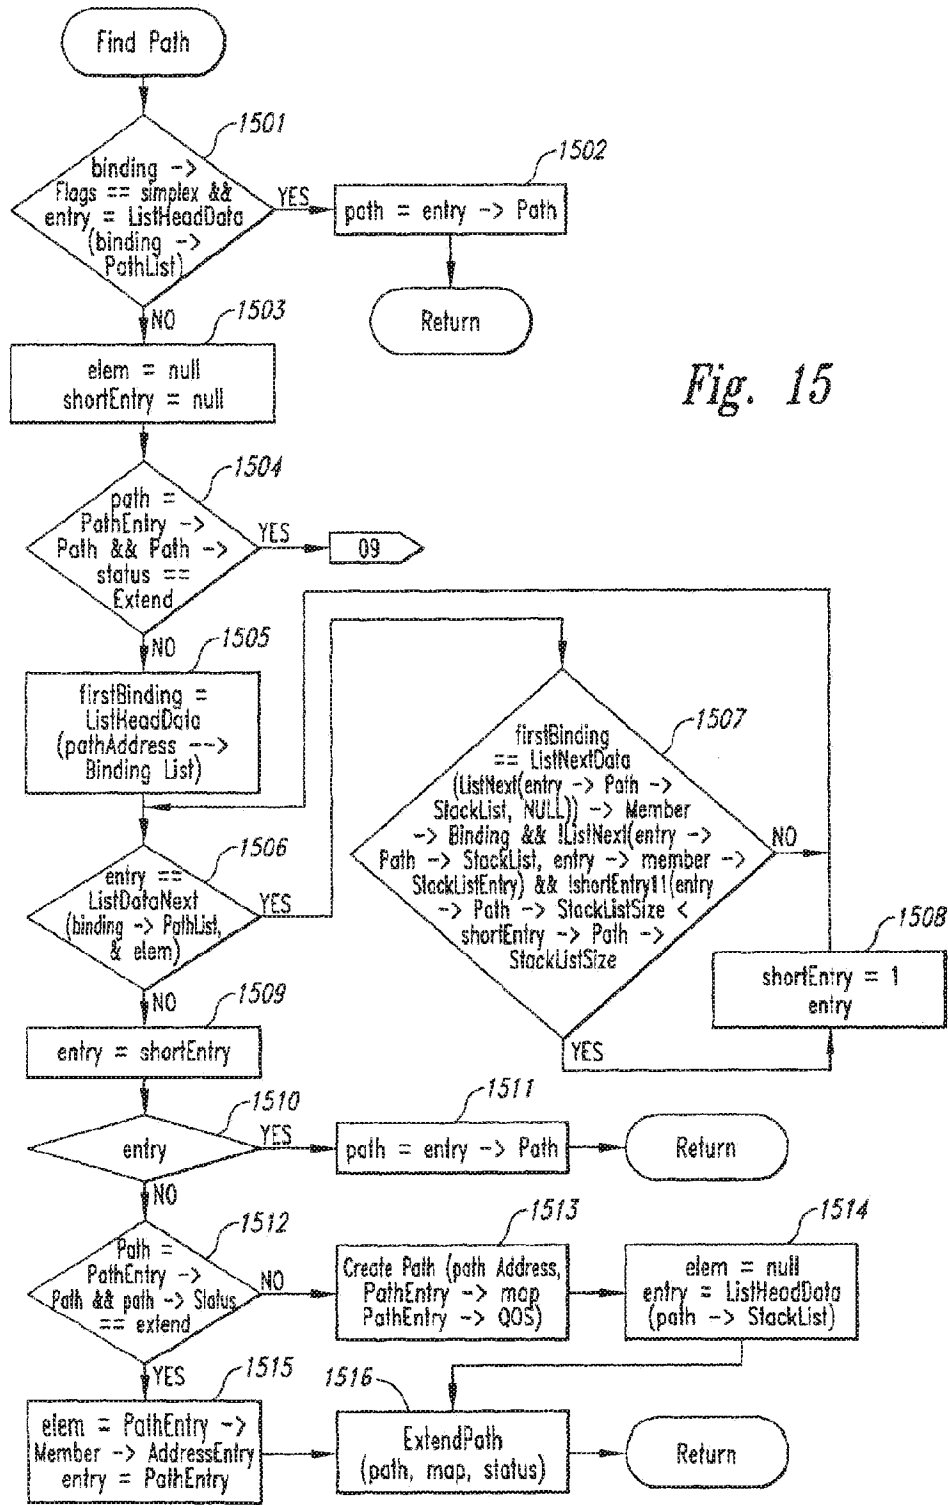 Find Path
1501
binding ->
Flags == simplex &&
entry = ListHeadData
(binding ->
PathList)
YES
1502
path = entry -> Path
Return
NO
1503
elem = null
shortEntry = null
Fig. 15
1504
path =
PathEntry ->
Path && Path ->
status ==
Extend
YES
09
NO
1505
firstBinding =
ListHeadData
(pathAddress -->
Binding List)
1506
entry ==
ListDataNext
(binding -> PathList,
& elem)
YES
1507
firstBinding
== ListNextData
(ListNext(entry -> Path ->
StackList, NULL)) -> Member
-> Binding && !ListNext(entry ->
Path -> StackList, entry -> member ->
StackListEntry) && !shortEntry11(entry
-> Path -> StackListSize <
shortEntry -> Path ->
StackListSize
NO
YES
1508
shortEntry = 1
entry
NO
1509
entry = shortEntry
1510
entry
YES
1511
path = entry -> Path
Return
NO
1512
Path =
PathEntry ->
Path && path -> Status
== extend
NO
1513
Create Path (path Address,
PathEntry -> map
PathEntry -> QOS)
1514
elem = null
entry = ListHeadData
(path -> StackList)
YES
1515
elem = PathEntry ->
Member -> AddressEntry
entry = PathEntry
1516
ExtendPath
(path, map, status)
Return